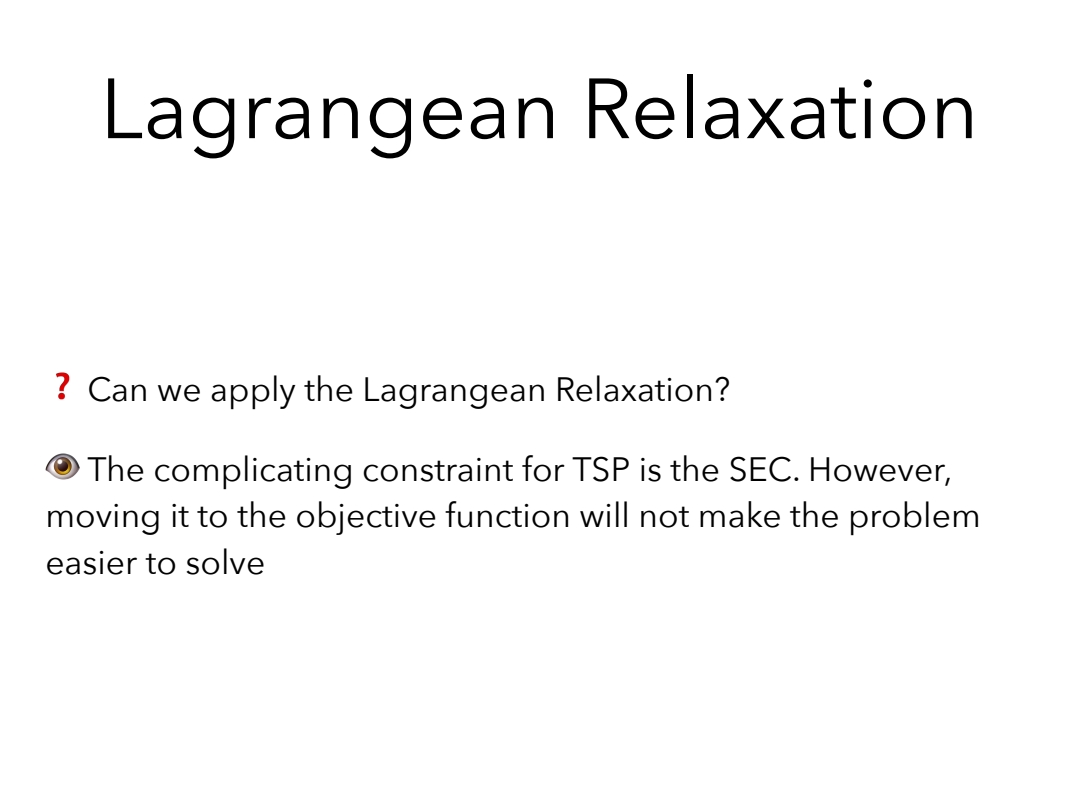 Lagrangean Relaxation
❓ Can we apply the Lagrangean Relaxation?
👁 The complicating constraint for TSP is the SEC. However,
moving it to the objective function will not make the problem
easier to solve